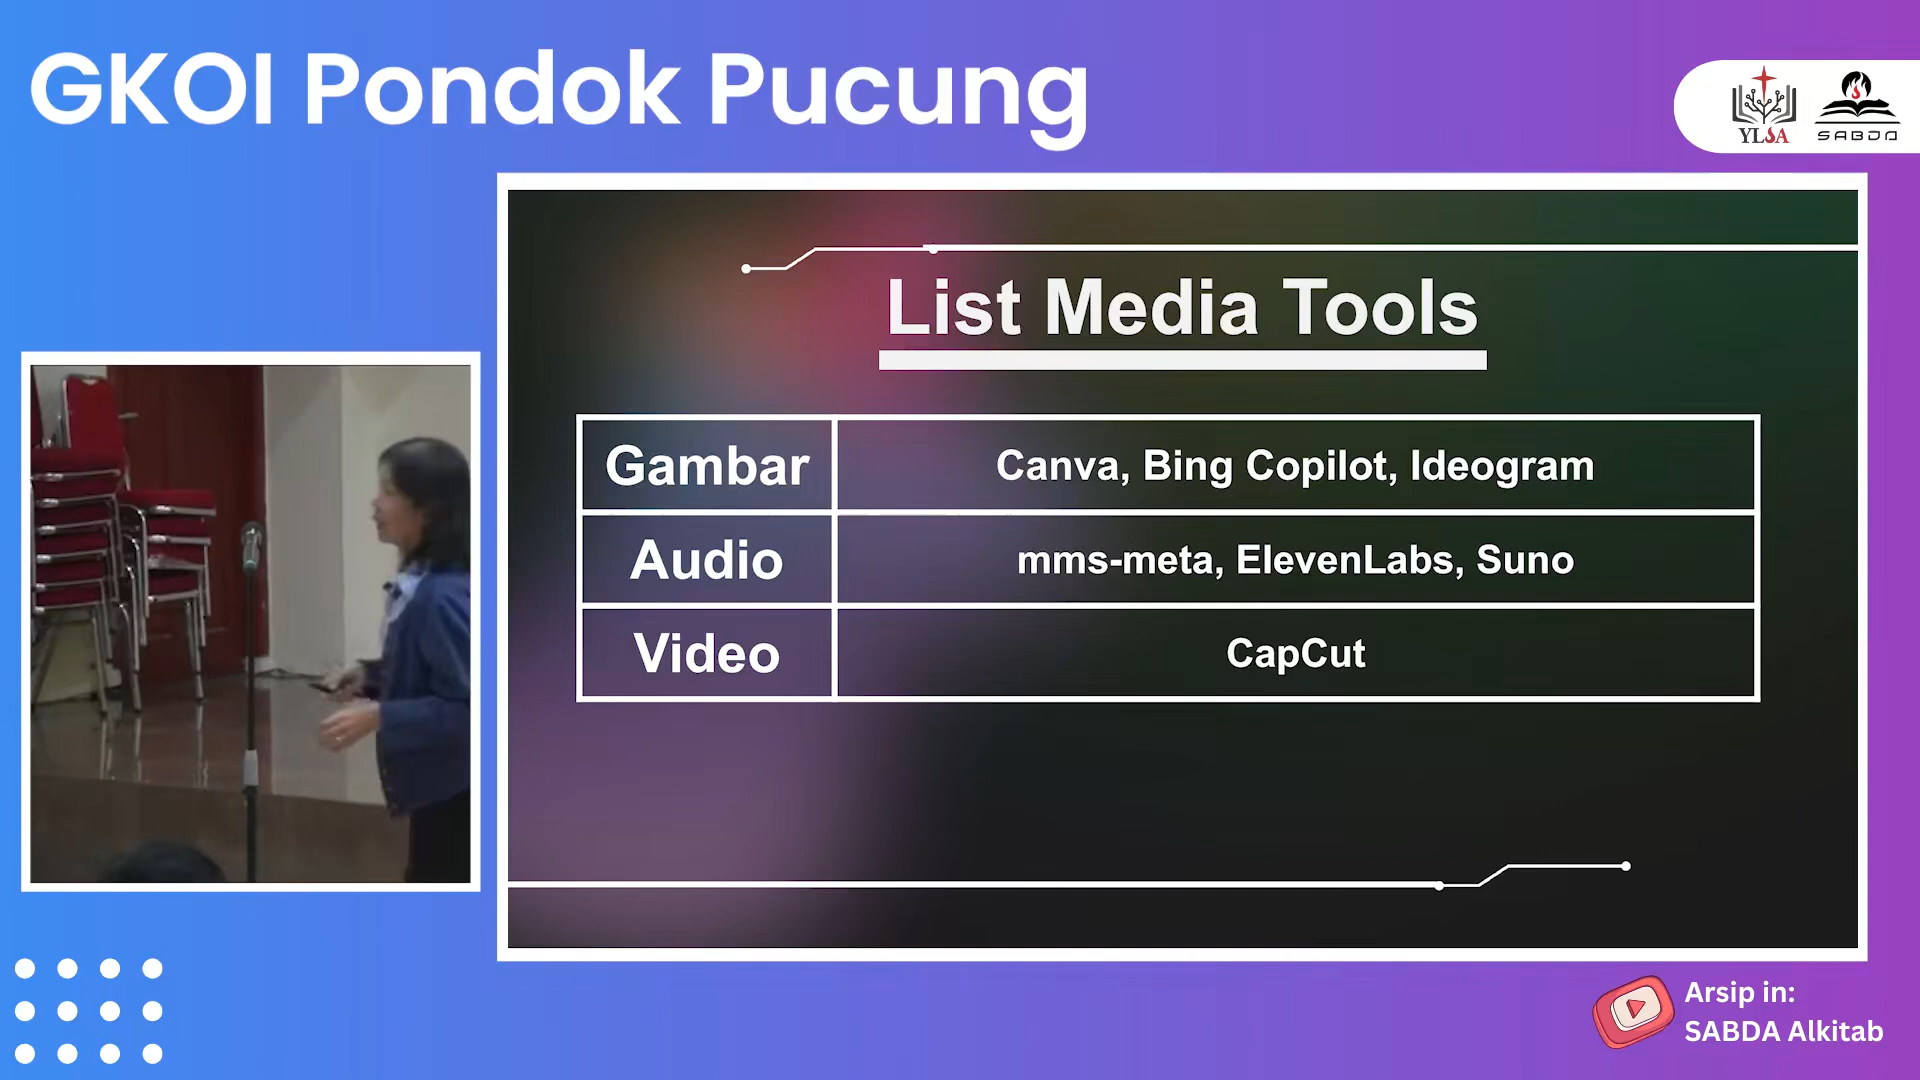 GKOI Pondok Pucung
YLSA
SABDA
List Media Tools
Gambar
Canva, Bing Copilot, Ideogram
Audio
mms-meta, ElevenLabs, Suno
Video
CapCut
Arsip in:
SABDA Alkitab